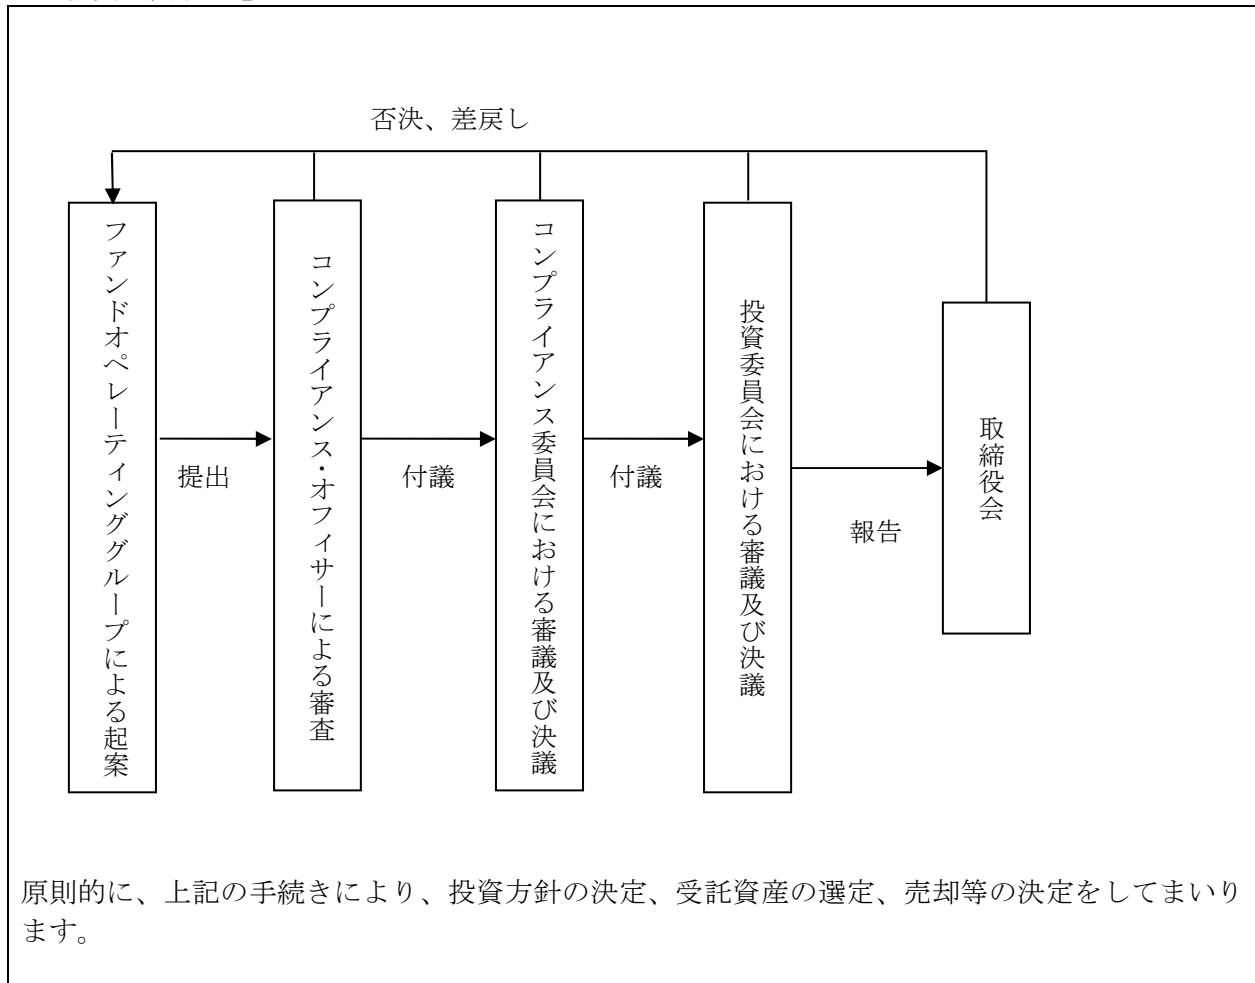 否決、差戻し
ファンドオペレーティンググループによる起案
提出
コンプライアンス・オフィサーによる審査
付議
コンプライアンス委員会における審議及び決議
付議
投資委員会における審議及び決議
報告
取締役会
原則的に、上記の手続きにより、投資方針の決定、受託資産の選定、売却等の決定をしてまいり
ます。